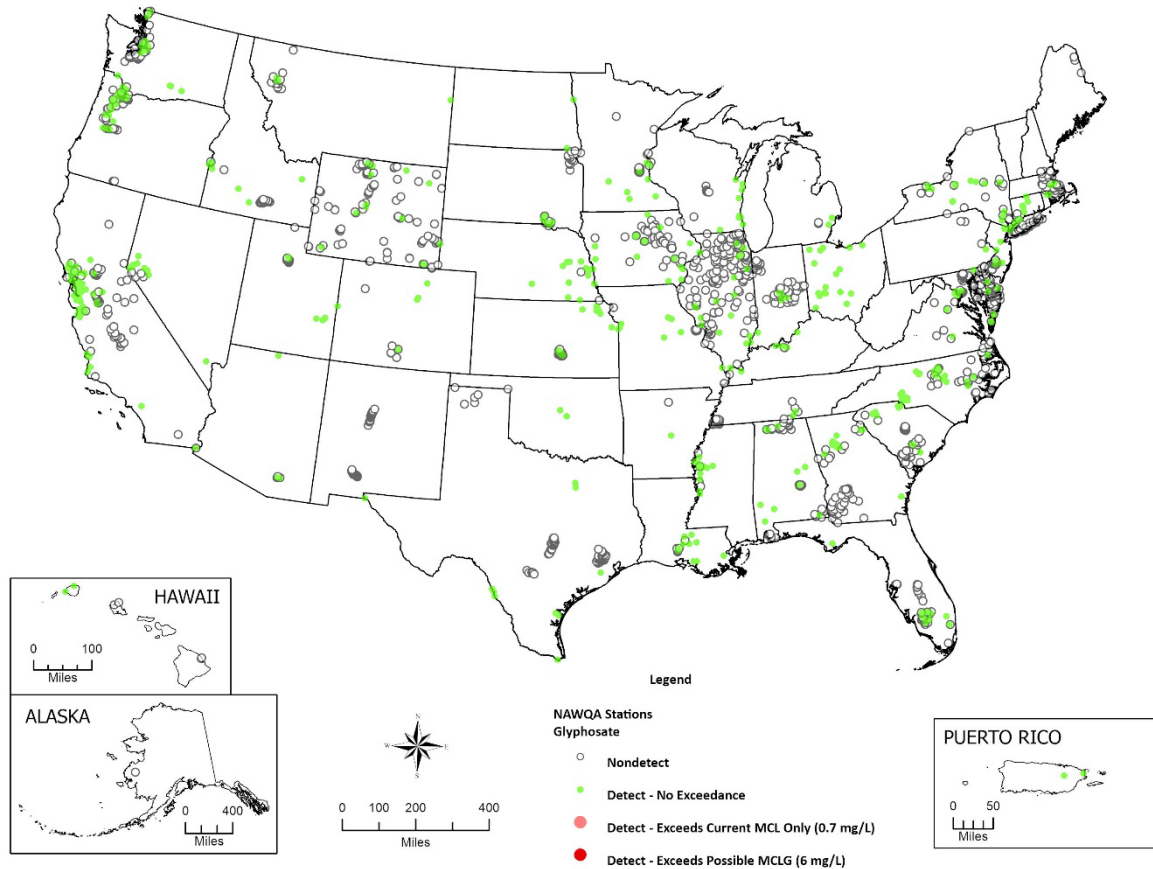 HAWAII
0 100
Miles
ALASKA
0 400
Miles
N
W E
S
0 200 400
Miles
Legend
NAWQA Stations
Glyphosate
Nondetect
Detect - No Exceedance
Detect - Exceeds Current MCL Only (0.7 mg/L)
Detect - Exceeds Possible MCLG (6 mg/L)
PUERTO RICO
0 50
Miles